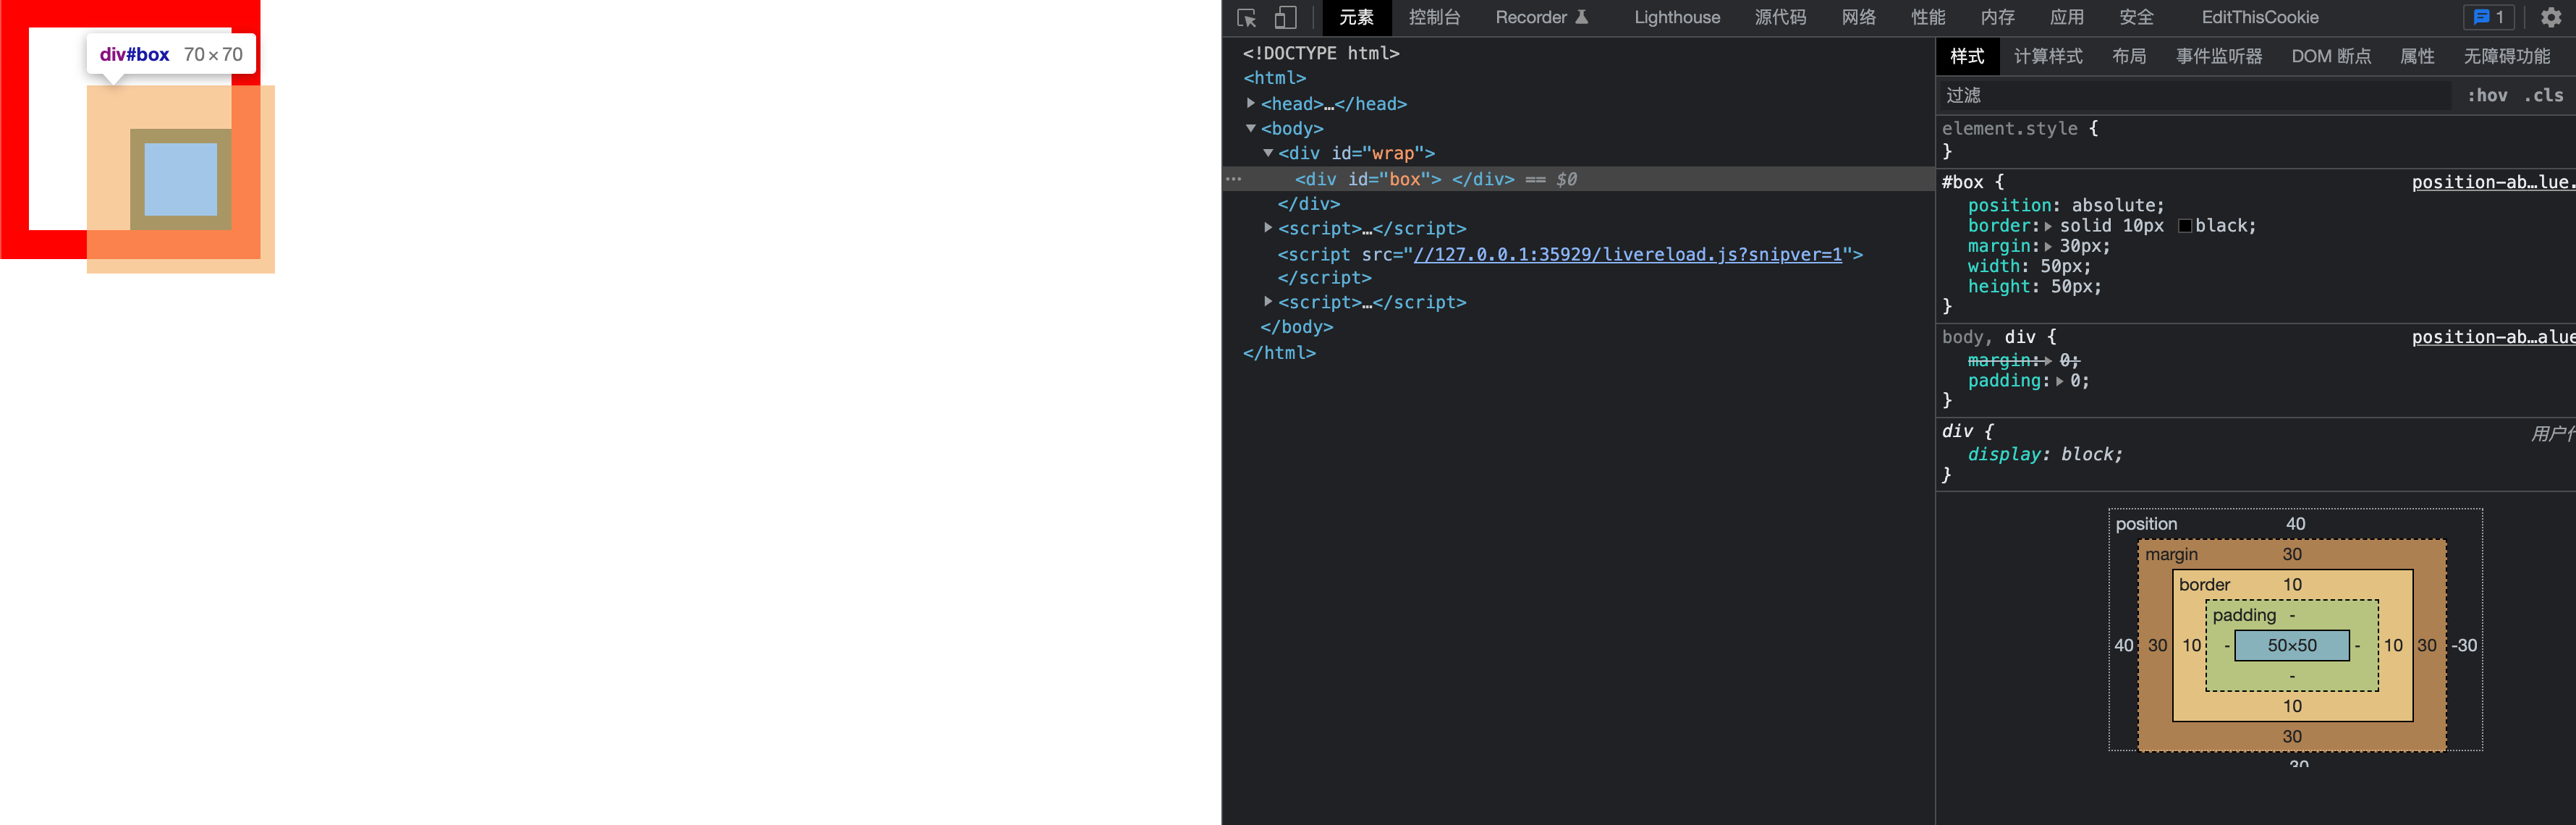 div#box 70×70
元素 控制台 Recorder Lighthouse 源代码 网络 性能 内存 应用 安全 EditThisCookie 1
<!DOCTYPE html>
<html>
<head>…</head>
<body>
<div id="wrap">
<div id="box"> </div> == $0
</div>
<script>…</script>
<script src="//127.0.0.1:35929/livereload.js?snipver=1">
</script>
<script>…</script>
</body>
</html>
样式 计算样式 布局 事件监听器 DOM 断点 属性 无障碍功能
过滤 :hov .cls
element.style {
}
#box { position-ab…lue.
position: absolute;
border: solid 10px black;
margin: 30px;
width: 50px;
height: 50px;
}
body, div { position-ab…alue
margin: 0;
padding: 0;
}
div { 用户代
display: block;
}
position 40
margin 30
border 10
padding -
40 30 10 - 50×50 - 10 30 -30
-
10
30